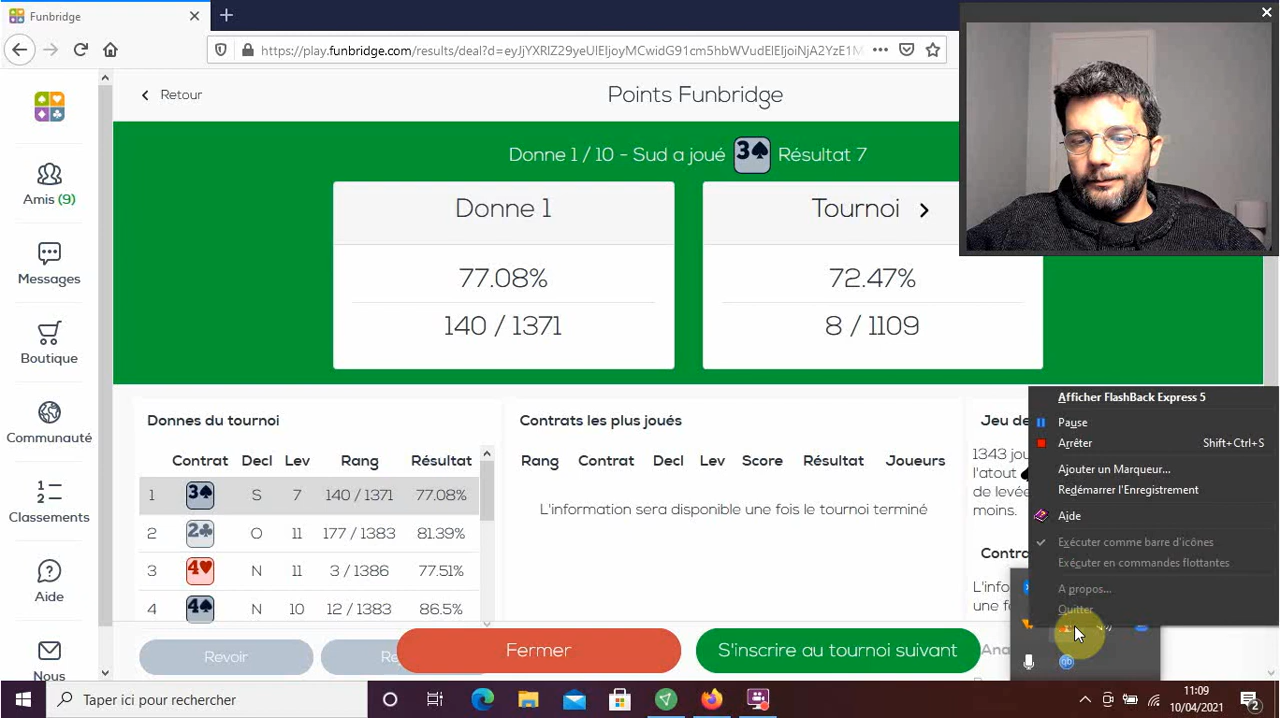 Funbridge
https://play.funbridge.com/results/deal?d=eyJjYXRlZ29yeUlEIjoyMCwidG91cm5hbWVudElEIjoiNjA2YzE1M
Retour
Points Funbridge
Donne 1 / 10 - Sud a joué 3♠ Résultat 7
Donne 1
77.08%
140 / 1371
Tournoi
72.47%
8 / 1109
Amis (9)
Messages
Boutique
Communauté
Classements
Aide
Nous
Donnes du tournoi
Contrat Decl Lev Rang Résultat
1 3♠ S 7 140 / 1371 77.08%
2 2♣ O 11 177 / 1383 81.39%
3 4♥ N 11 3 / 1386 77.51%
4 4♠ N 10 12 / 1383 86.5%
Contrats les plus joués
Rang Contrat Decl Lev Score Résultat Joueurs
L'information sera disponible une fois le tournoi terminé
Jeu de
1343 jou
l'atout ♠
de levée
moins.
Contra
L'info
une fo
Ana
Afficher FlashBack Express 5
Pause
Arrêter Shift+Ctrl+S
Ajouter un Marqueur...
Redémarrer l'Enregistrement
Aide
Exécuter comme barre d'icônes
Exécuter en commandes flottantes
A propos...
Quitter
Revoir
Re
Fermer
S'inscrire au tournoi suivant
Taper ici pour rechercher
11:09
10/04/2021
2